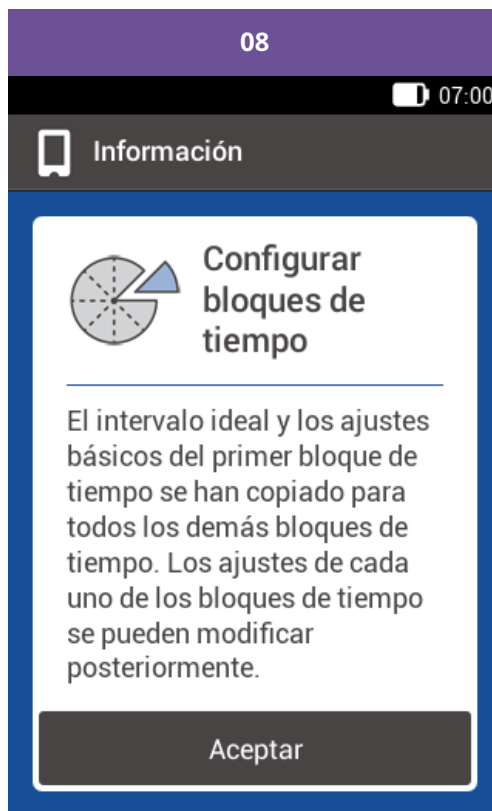 08
07:00
Información
Configurar
bloques de
tiempo
El intervalo ideal y los ajustes
básicos del primer bloque de
tiempo se han copiado para
todos los demás bloques de
tiempo. Los ajustes de cada
uno de los bloques de tiempo
se pueden modificar
posteriormente.
Aceptar